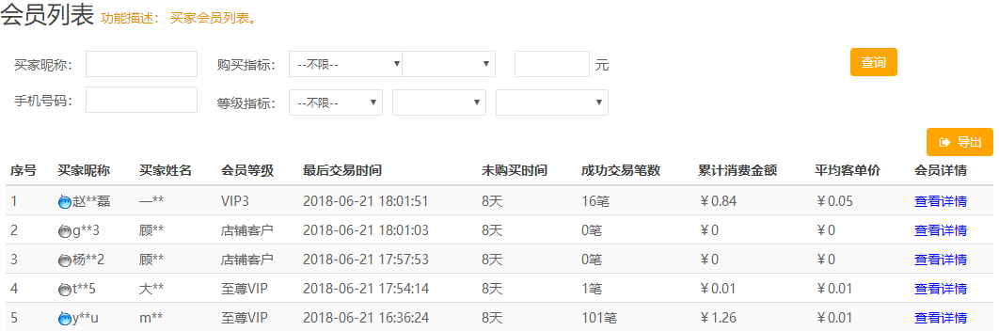 会员列表 功能描述： 买家会员列表。
买家昵称： 购买指标： --不限-- 元 查询
手机号码： 等级指标： --不限--
导出
序号 买家昵称 买家姓名 会员等级 最后交易时间 未购买时间 成功交易笔数 累计消费金额 平均客单价 会员详情
1 赵**磊 一** VIP3 2018-06-21 18:01:51 8天 16笔 ￥0.84 ￥0.05 查看详情
2 g**3 顾** 店铺客户 2018-06-21 18:01:03 8天 0笔 ￥0 ￥0 查看详情
3 杨**2 顾** 店铺客户 2018-06-21 17:57:53 8天 0笔 ￥0 ￥0 查看详情
4 t**5 大** 至尊VIP 2018-06-21 17:54:14 8天 1笔 ￥0.01 ￥0.01 查看详情
5 y**u m** 至尊VIP 2018-06-21 16:36:24 8天 101笔 ￥1.26 ￥0.01 查看详情